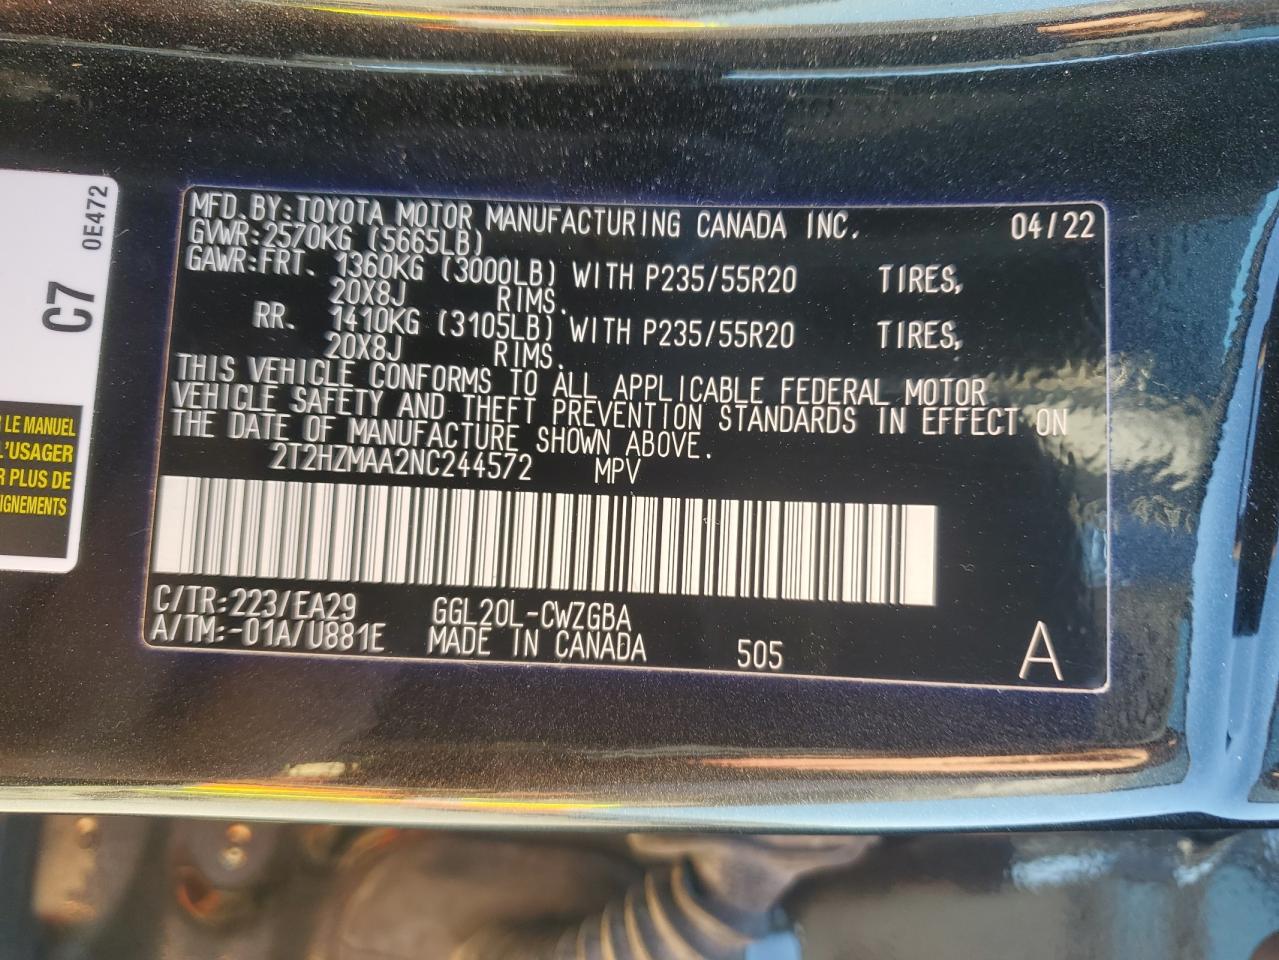 MFD.BY:TOYOTA MOTOR MANUFACTURING CANADA INC. 04/22
GVWR:2570KG (5665LB)
GAWR:FRT. 1360KG (3000LB) WITH P235/55R20 TIRES,
20X8J RIMS.
RR. 1410KG (3105LB) WITH P235/55R20 TIRES,
20X8J RIMS.
THIS VEHICLE CONFORMS TO ALL APPLICABLE FEDERAL MOTOR
VEHICLE SAFETY AND THEFT PREVENTION STANDARDS IN EFFECT ON
THE DATE OF MANUFACTURE SHOWN ABOVE.
2T2HZMAA2NC244572 MPV
C/TR:223/EA29 GGL20L-CWZGBA
A/TM:-01A/U881E MADE IN CANADA 505 A
C7 0E472
LE MANUEL
L'USAGER
R PLUS DE
IGNEMENTS